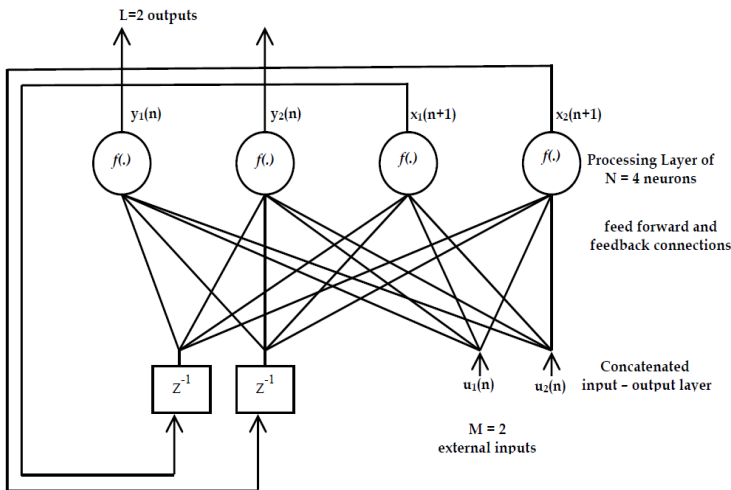 L=2 outputs
y₁(n)
y₂(n)
x₁(n+1)
x₂(n+1)
f(.)
f(.)
f(.)
f(.)
Processing Layer of
N = 4 neurons
feed forward and
feedback connections
Z⁻¹
Z⁻¹
u₁(n)
u₂(n)
Concatenated
input – output layer
M = 2
external inputs